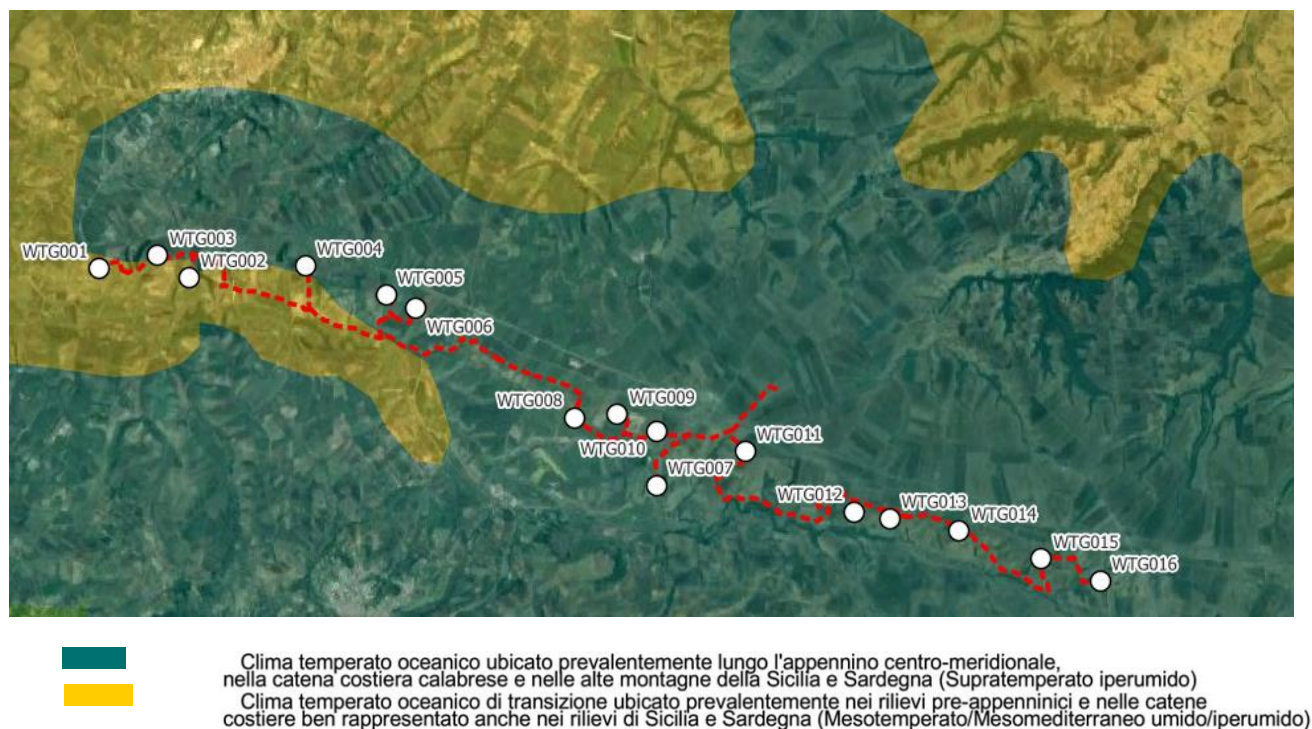 WTG003
WTG001
WTG004
WTG002
WTG005
WTG006
WTG009
WTG008
WTG011
WTG010
WTG007
WTG012
WTG013
WTG014
WTG015
WTG016
Clima temperato oceanico ubicato prevalentemente lungo l'appennino centro-meridionale,
nella catena costiera calabrese e nelle alte montagne della Sicilia e Sardegna (Supratemperato iperumido)
Clima temperato oceanico di transizione ubicato prevalentemente nei rilievi pre-appenninici e nelle catene
costiere ben rappresentato anche nei rilievi di Sicilia e Sardegna (Mesotemperato/Mesomediterraneo umido/iperumido)